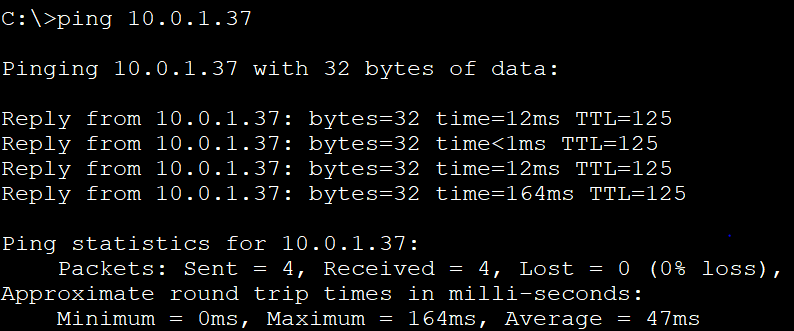 C:\>ping 10.0.1.37
Pinging 10.0.1.37 with 32 bytes of data:
Reply from 10.0.1.37: bytes=32 time=12ms TTL=125
Reply from 10.0.1.37: bytes=32 time<1ms TTL=125
Reply from 10.0.1.37: bytes=32 time=12ms TTL=125
Reply from 10.0.1.37: bytes=32 time=164ms TTL=125
Ping statistics for 10.0.1.37:
    Packets: Sent = 4, Received = 4, Lost = 0 (0% loss),
Approximate round trip times in milli-seconds:
    Minimum = 0ms, Maximum = 164ms, Average = 47ms